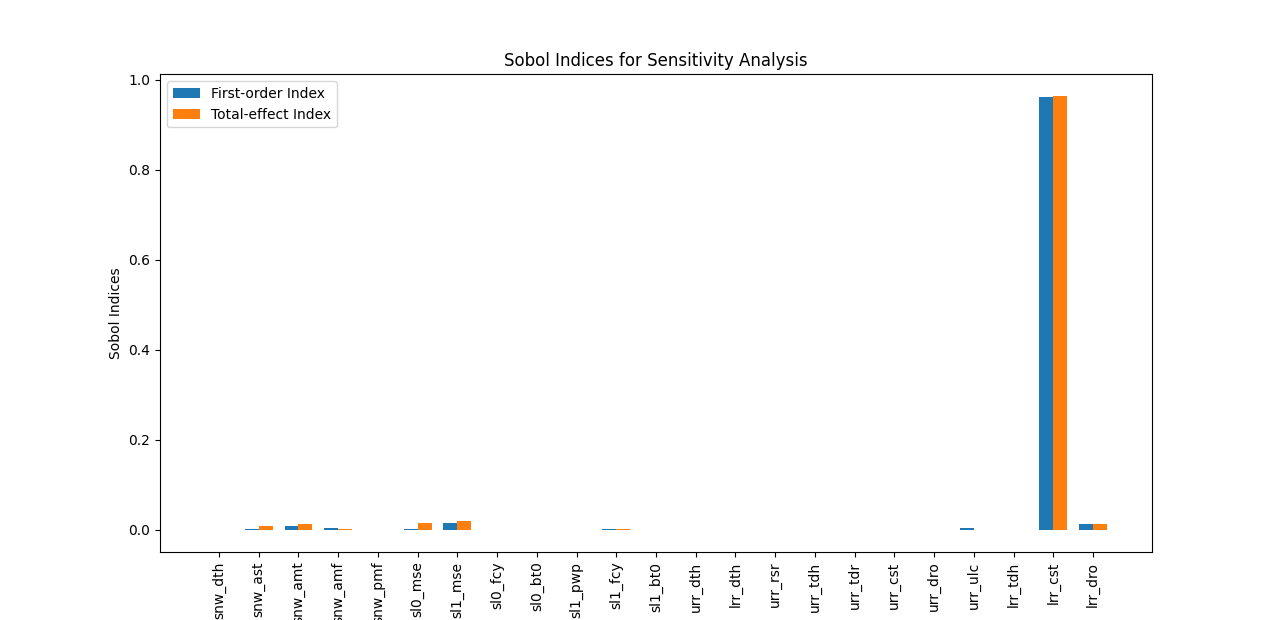 Sobol Indices for Sensitivity Analysis
First-order Index
Total-effect Index
1.0
0.8
0.6
0.4
0.2
0.0
Sobol Indices
snw_dth
snw_ast
snw_amt
snw_amf
snw_pmf
sl0_mse
sl1_mse
sl0_fcy
sl0_bt0
sl1_pwp
sl1_fcy
sl1_bt0
urr_dth
lrr_dth
urr_rsr
urr_tdh
urr_tdr
urr_cst
urr_dro
urr_ulc
lrr_tdh
lrr_cst
lrr_dro